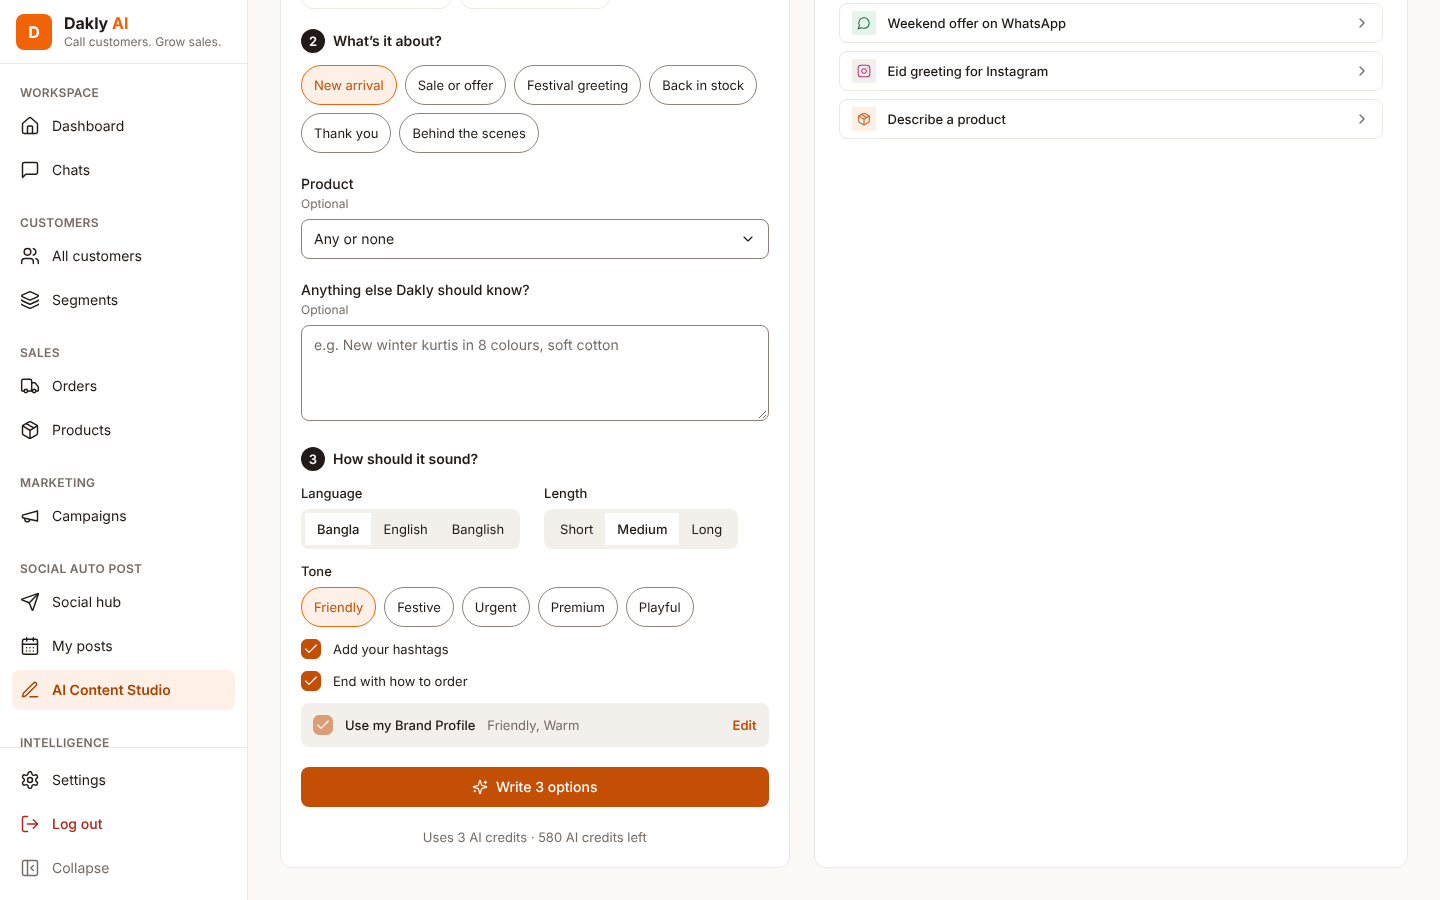 D
Dakly AI
Call customers. Grow sales.
WORKSPACE
Dashboard
Chats
CUSTOMERS
All customers
Segments
SALES
Orders
Products
MARKETING
Campaigns
SOCIAL AUTO POST
Social hub
My posts
AI Content Studio
INTELLIGENCE
Settings
Log out
Collapse
2 What's it about?
New arrival Sale or offer Festival greeting Back in stock
Thank you Behind the scenes
Product
Optional
Any or none
Anything else Dakly should know?
Optional
e.g. New winter kurtis in 8 colours, soft cotton
3 How should it sound?
Language Length
Bangla English Banglish Short Medium Long
Tone
Friendly Festive Urgent Premium Playful
Add your hashtags
End with how to order
Use my Brand Profile Friendly, Warm Edit
Write 3 options
Uses 3 AI credits · 580 AI credits left
Weekend offer on WhatsApp
Eid greeting for Instagram
Describe a product